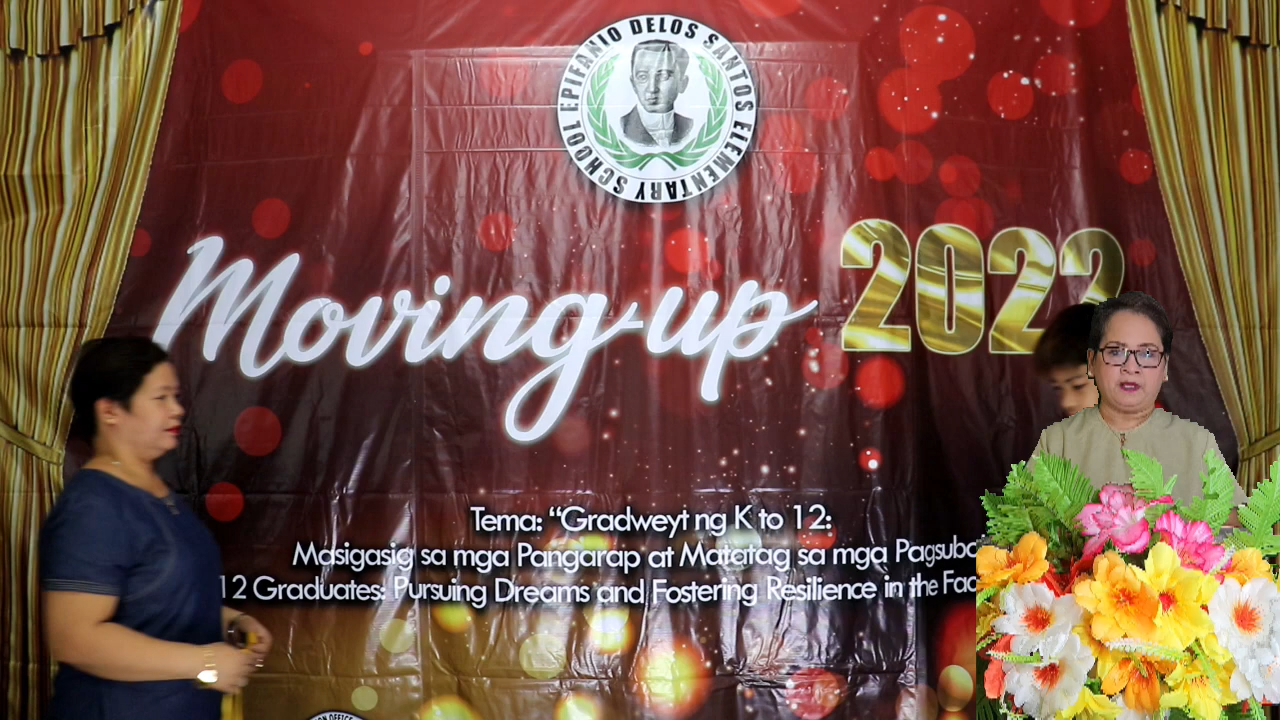 EPIFANIO DELOS SANTOS ELEMENTARY SCHOOL
Moving-up 2022
Tema: “Gradweyt ng K to 12:
Masigasig sa mga Pangarap at Matatag sa mga
12 Graduates: Pursuing Dreams and Fostering Resilience in the
OFFICE